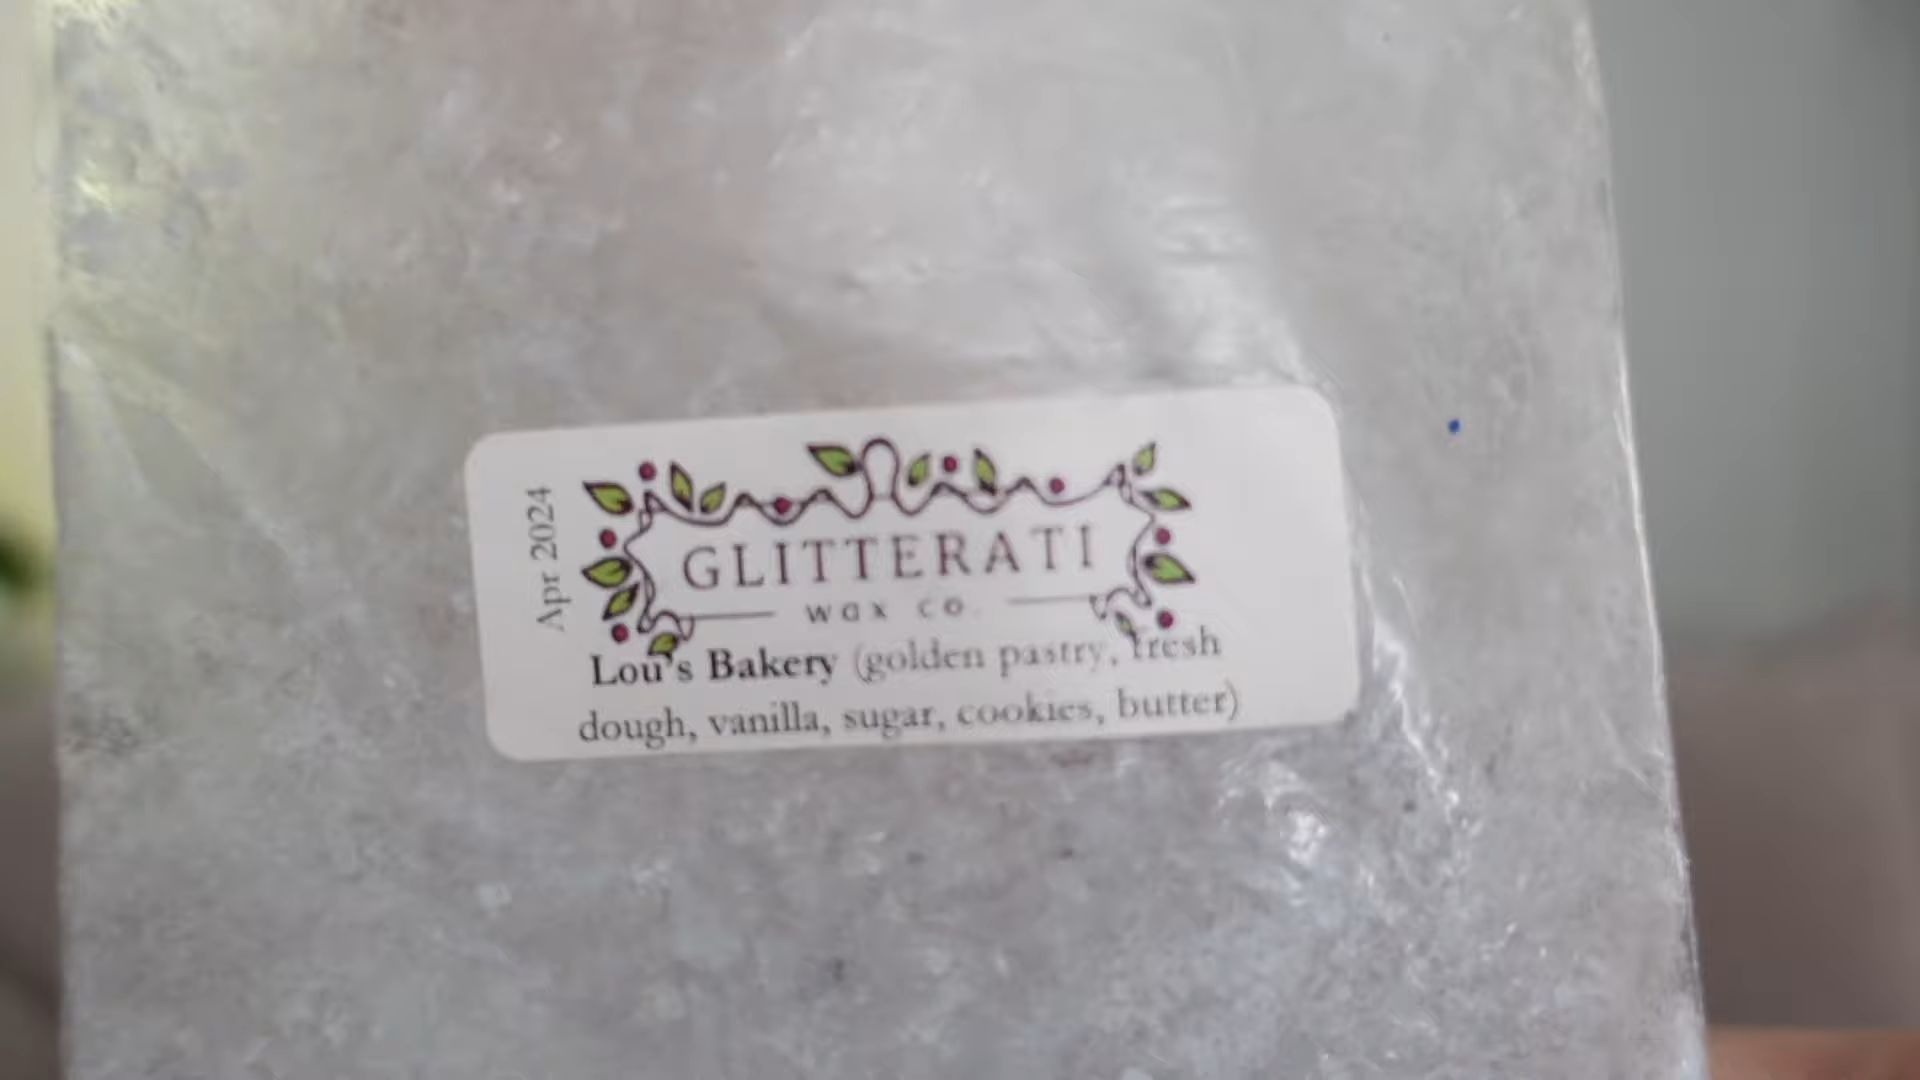 Apr 2024
GLITTERATI
wax co.
Lou's Bakery (golden pastry, fresh
dough, vanilla, sugar, cookies, butter)